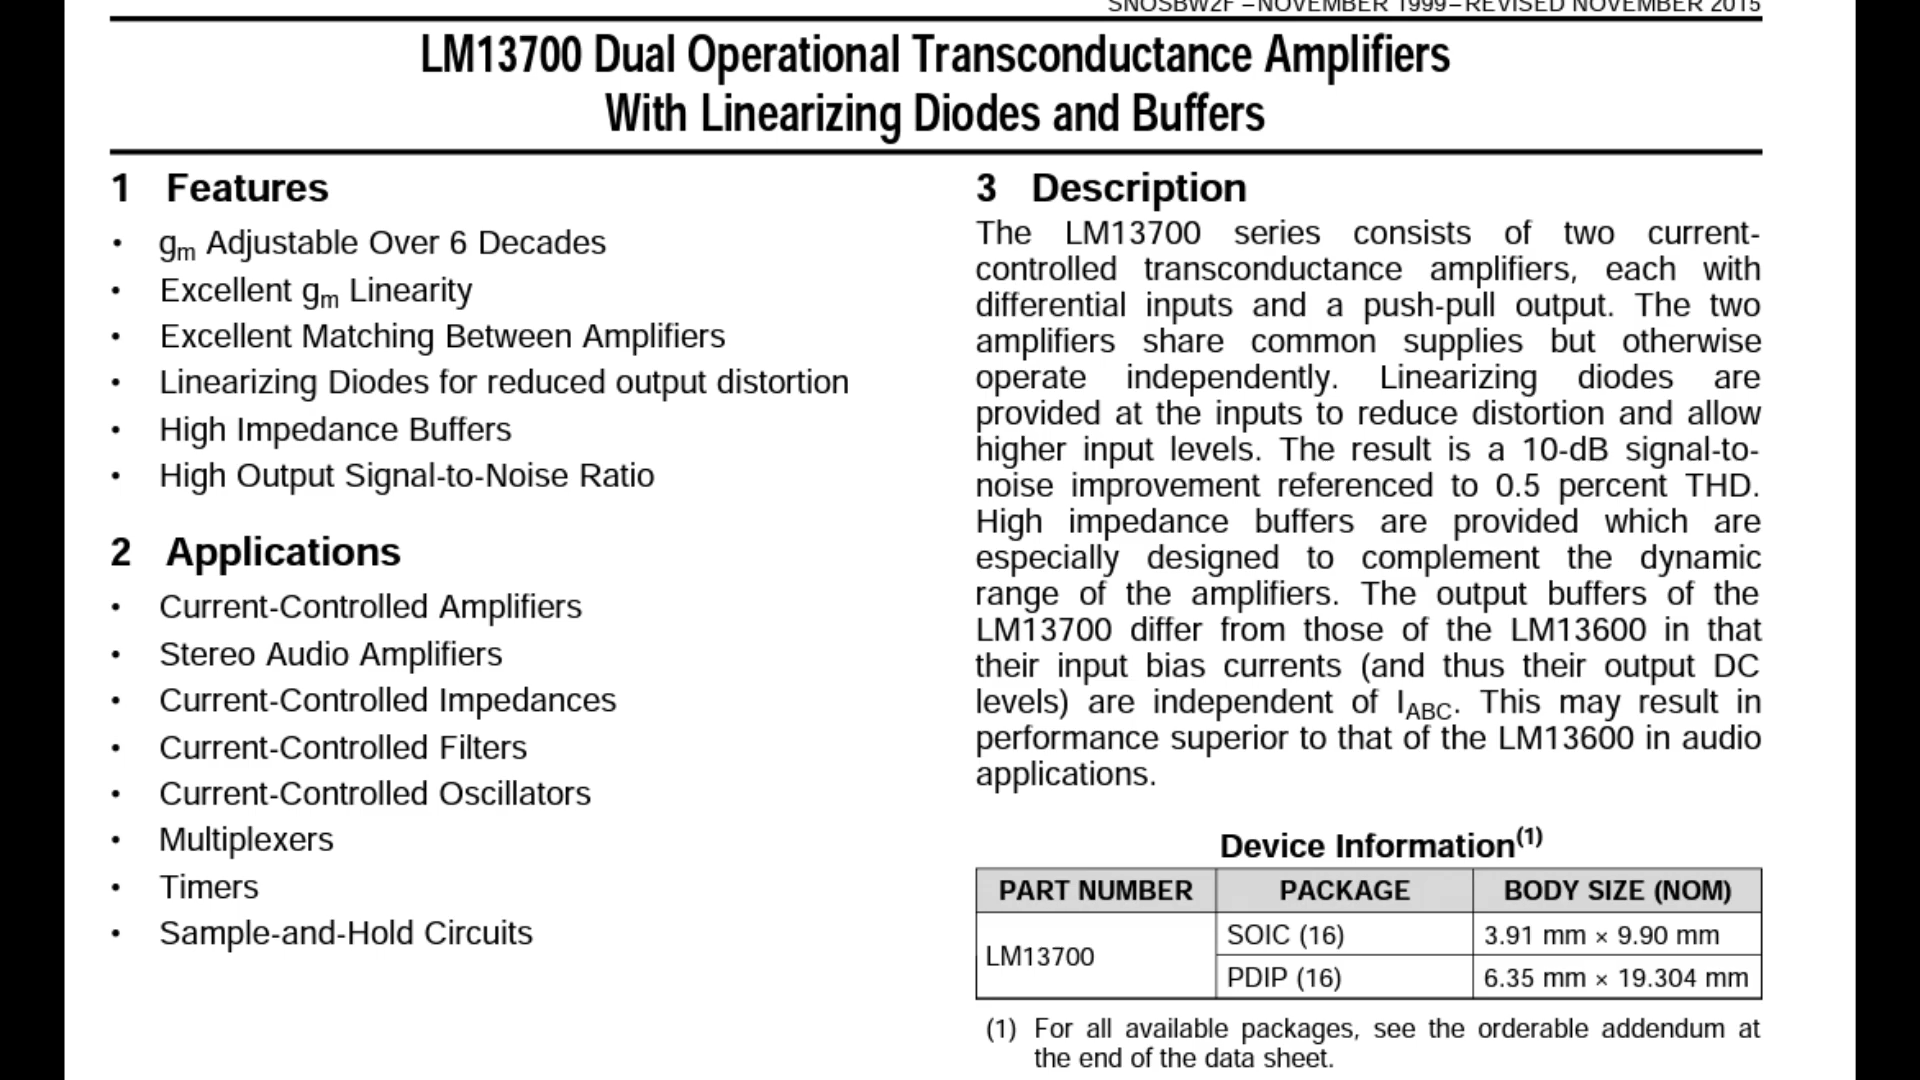 SNOSBW2F – NOVEMBER 1999 – REVISED NOVEMBER 2015
LM13700 Dual Operational Transconductance Amplifiers
With Linearizing Diodes and Buffers
1 Features
• gm Adjustable Over 6 Decades
• Excellent gm Linearity
• Excellent Matching Between Amplifiers
• Linearizing Diodes for reduced output distortion
• High Impedance Buffers
• High Output Signal-to-Noise Ratio
2 Applications
• Current-Controlled Amplifiers
• Stereo Audio Amplifiers
• Current-Controlled Impedances
• Current-Controlled Filters
• Current-Controlled Oscillators
• Multiplexers
• Timers
• Sample-and-Hold Circuits
3 Description
The LM13700 series consists of two current-
controlled transconductance amplifiers, each with
differential inputs and a push-pull output. The two
amplifiers share common supplies but otherwise
operate independently. Linearizing diodes are
provided at the inputs to reduce distortion and allow
higher input levels. The result is a 10-dB signal-to-
noise improvement referenced to 0.5 percent THD.
High impedance buffers are provided which are
especially designed to complement the dynamic
range of the amplifiers. The output buffers of the
LM13700 differ from those of the LM13600 in that
their input bias currents (and thus their output DC
levels) are independent of IABC. This may result in
performance superior to that of the LM13600 in audio
applications.
Device Information(1)
PART NUMBER PACKAGE BODY SIZE (NOM)
LM13700
SOIC (16) 3.91 mm × 9.90 mm
PDIP (16) 6.35 mm × 19.304 mm
(1) For all available packages, see the orderable addendum at
the end of the data sheet.